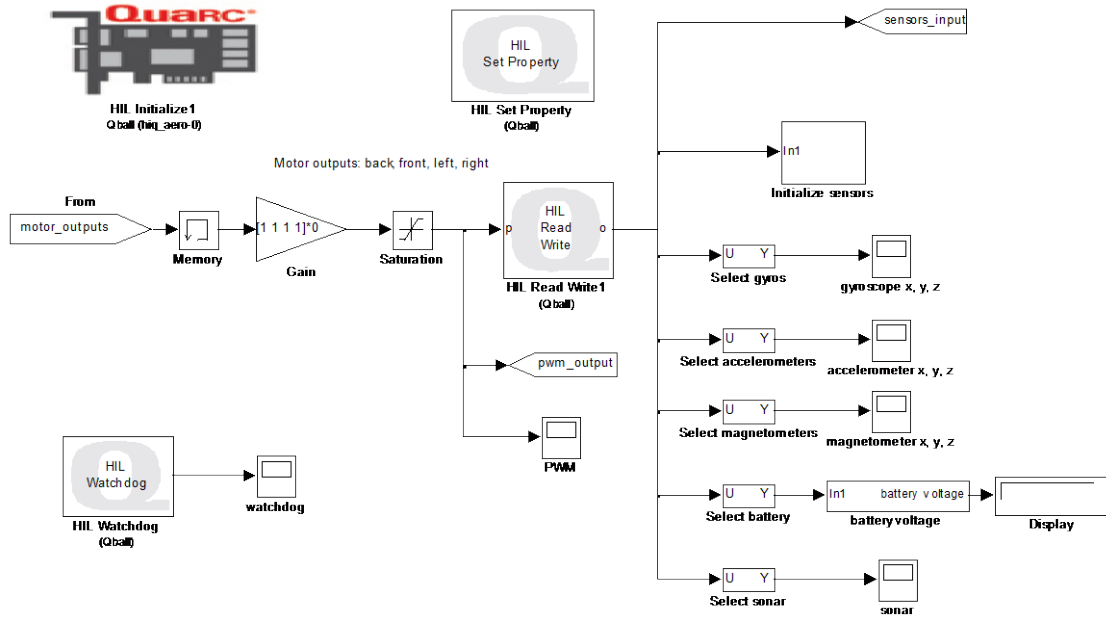 QUARC
HIL Initialize1
Qball (hiq_aero-0)
HIL
Set Property
HIL Set Property
(Qball)
sensors_input
In1
Initialize sensors
Motor outputs: back, front, left, right
From
motor_outputs
Memory
[1 1 1 1]*0
Gain
Saturation
p
HIL
Read
Write
o
HIL Read Write1
(Qball)
U Y
Select gyros
gyroscope x, y, z
U Y
Select accelerometers
accelerometer x, y, z
pwm_output
U Y
Select magnetometers
magnetometer x, y, z
PWM
HIL
Watchdog
HIL Watchdog
(Qball)
watchdog
U Y
Select battery
In1 battery voltage
battery voltage
Display
U Y
Select sonar
sonar